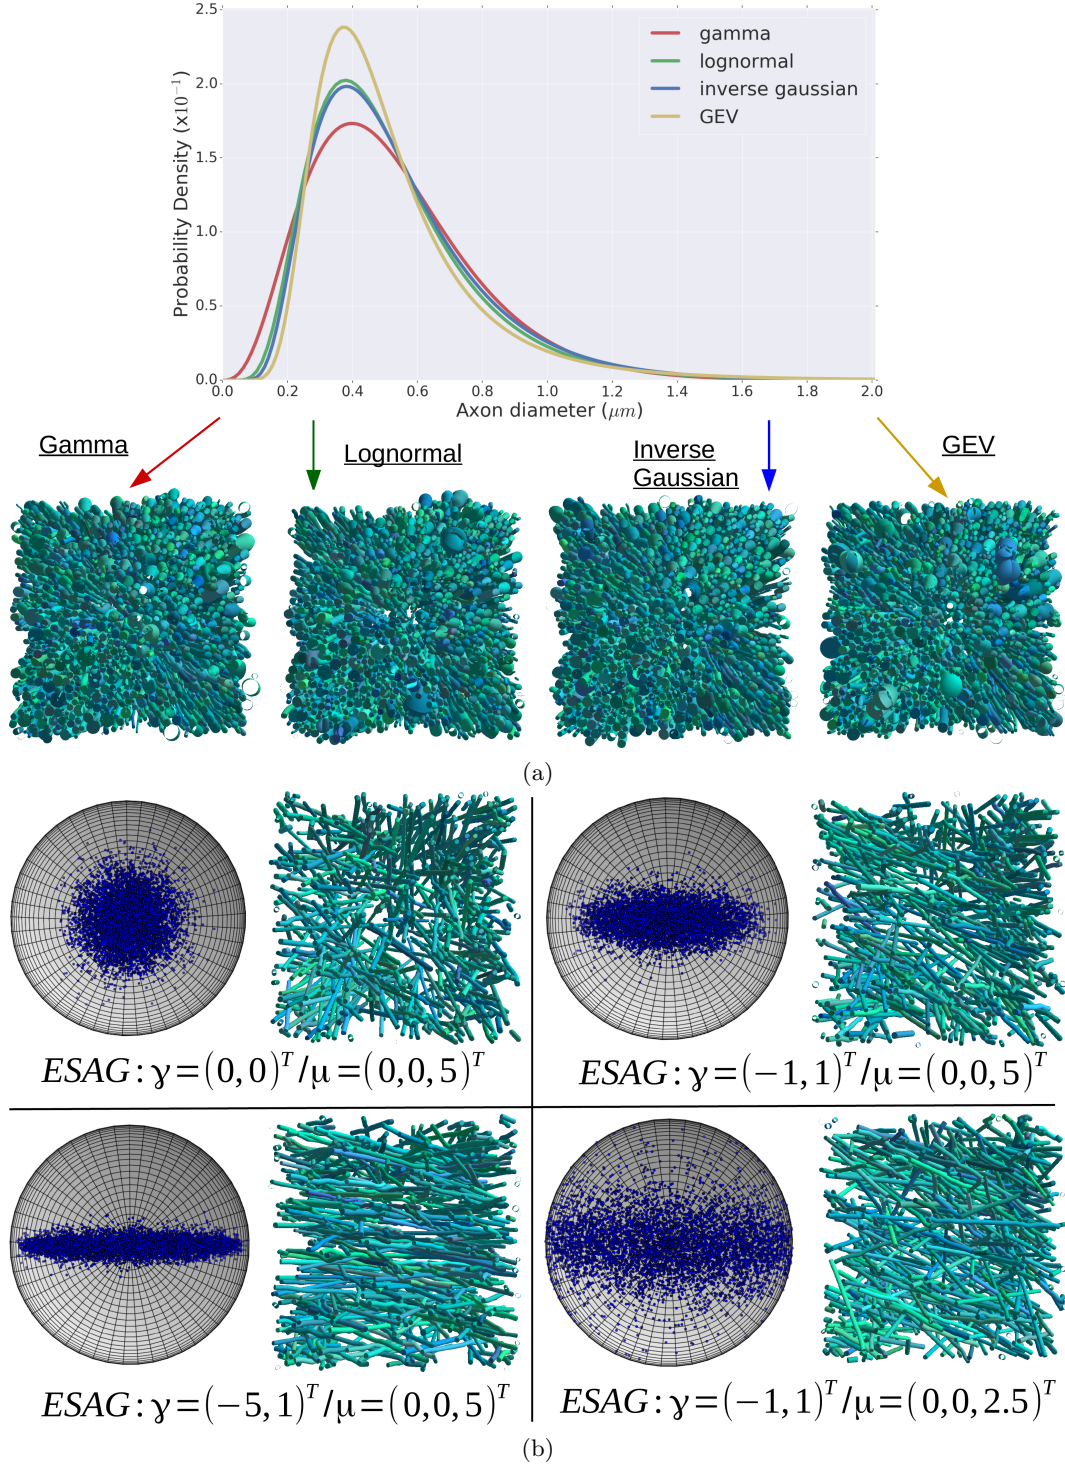 2.5
2.0
1.5
1.0
0.5
0.0
Probability Density (x10⁻¹)
gamma
lognormal
inverse gaussian
GEV
0.0 0.2 0.4 0.6 0.8 1.0 1.2 1.4 1.6 1.8 2.0
Axon diameter (μm)
Gamma
Lognormal
Inverse
Gaussian
GEV
(a)
ESAG: γ=(0,0)ᵀ/μ=(0,0,5)ᵀ
ESAG: γ=(−1,1)ᵀ/μ=(0,0,5)ᵀ
ESAG: γ=(−5,1)ᵀ/μ=(0,0,5)ᵀ
ESAG: γ=(−1,1)ᵀ/μ=(0,0,2.5)ᵀ
(b)